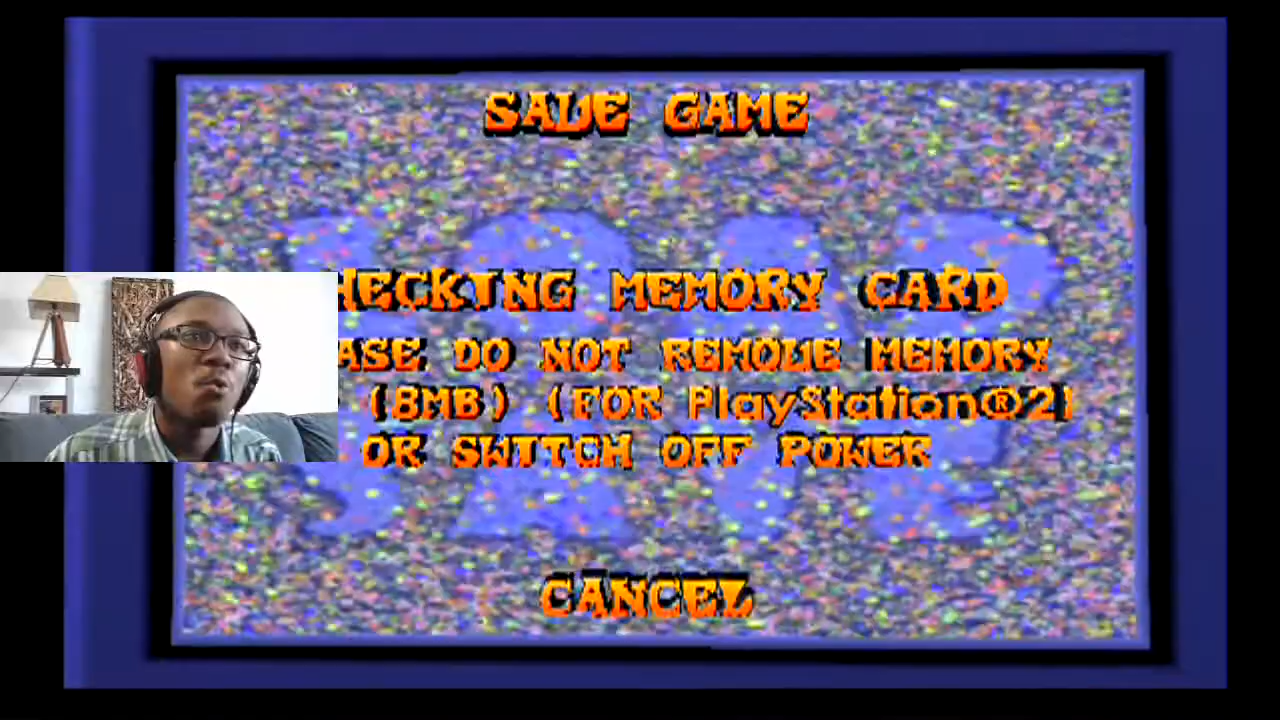 SAVE GAME
HECKING MEMORY CARD
ASE DO NOT REMOVE MEMORY
(8MB) (FOR PlayStation®2)
OR SWITCH OFF POWER
CANCEL